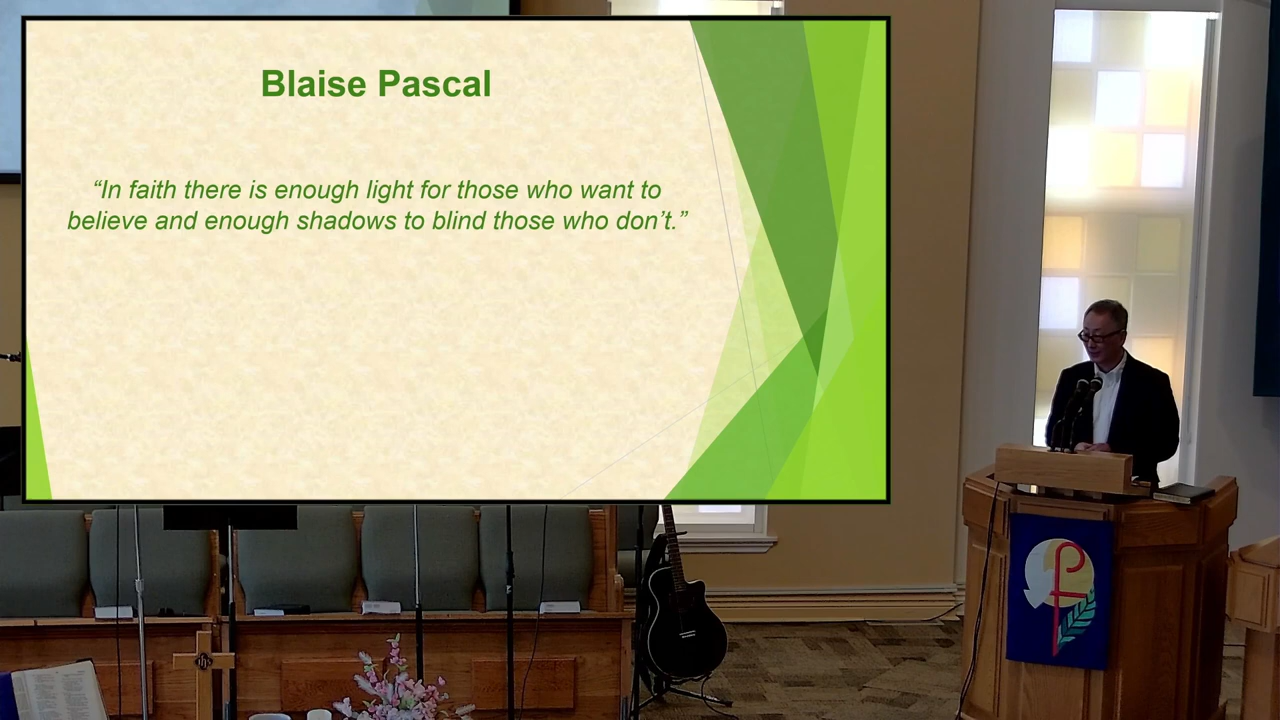 Blaise Pascal
“In faith there is enough light for those who want to
believe and enough shadows to blind those who don’t.”